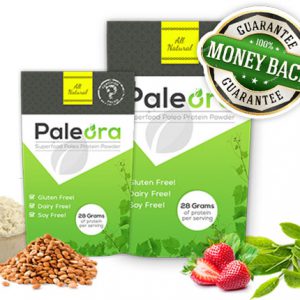 All
Natural
Paleora
Superfood Paleo Protein Powder
Gluten Free!
Dairy Free!
Soy Free!
28 Grams
of protein
per serving
All
Natural
Paleora
Superfood Paleo Protein Powder
Gluten Free!
Dairy Free!
Soy Free!
28 Grams
of protein
per serving
GUARANTEE
100%
MONEY BAC
GUARANTEE